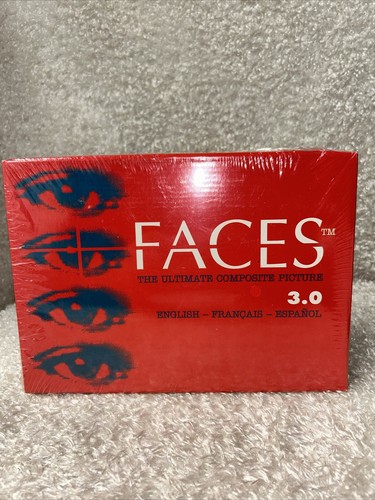 FACES™
THE ULTIMATE COMPOSITE PICTURE
3.0
ENGLISH – FRANÇAIS – ESPAÑOL